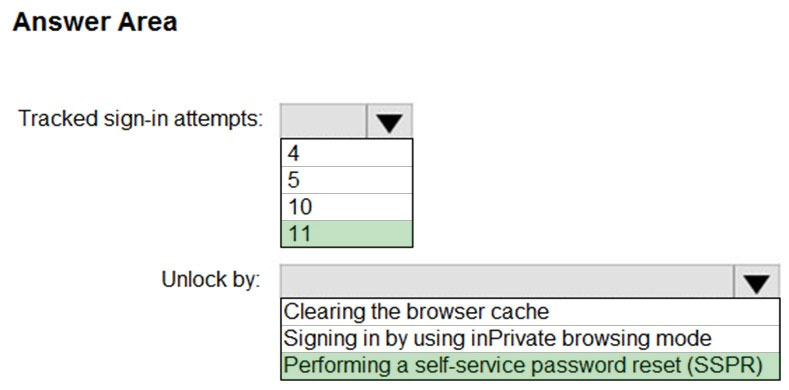 Answer Area
Tracked sign-in attempts:
4
5
10
11
Unlock by:
Clearing the browser cache
Signing in by using inPrivate browsing mode
Performing a self-service password reset (SSPR)